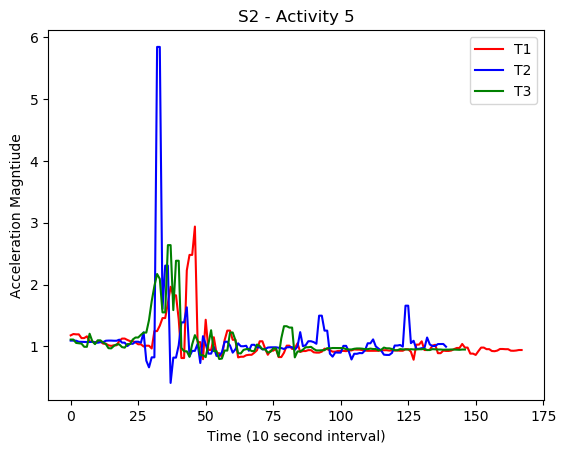 S2 - Activity 5
T1
T2
T3
Acceleration Magntiude
6
5
4
3
2
1
0 25 50 75 100 125 150 175
Time (10 second interval)